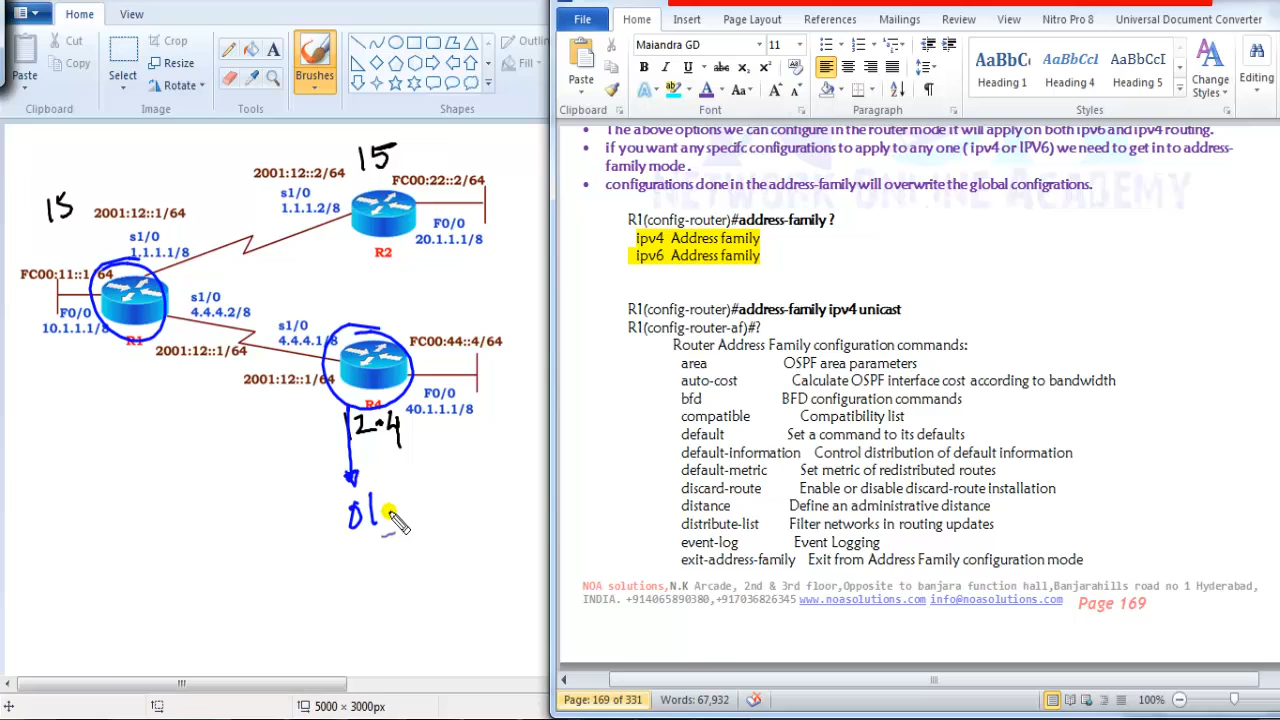 Home
View
File
Home
Insert
Page Layout
References
Mailings
Review
View
Nitro Pro 8
Universal Document Converter
Paste
Cut
Copy
Select
Crop
Resize
Rotate
Brushes
Outlin
Fill
Clipboard
Image
Tools
Shapes
Paste
Maiandra GD
11
AaBbCc
AaBbCcI
AaBbCcI
Heading 1
Heading 4
Heading 5
Change
Styles
Editing
Clipboard
Font
Paragraph
Styles
15
15
2001:12::2/64
s1/0
1.1.1.2/8
FC00:22::2/64
F0/0
20.1.1.1/8
R2
2001:12::1/64
s1/0
1.1.1.1/8
FC00:11::1/64
F0/0
10.1.1.1/8
R1
s1/0
4.4.4.2/8
2001:12::1/64
s1/0
4.4.4.1/8
2001:12::1/64
FC00:44::4/64
F0/0
40.1.1.1/8
R4
12.4
• The above options we can configure in the router mode it will apply on both ipv6 and ipv4 routing.
• if you want any specifc configurations to apply to any one ( ipv4 or IPV6) we need to get in to address-
family mode .
• configurations done in the address-family will overwrite the global configrations.
R1(config-router)#address-family ?
ipv4 Address family
ipv6 Address family
R1(config-router)#address-family ipv4 unicast
R1(config-router-af)#?
Router Address Family configuration commands:
area OSPF area parameters
auto-cost Calculate OSPF interface cost according to bandwidth
bfd BFD configuration commands
compatible Compatibility list
default Set a command to its defaults
default-information Control distribution of default information
default-metric Set metric of redistributed routes
discard-route Enable or disable discard-route installation
distance Define an administrative distance
distribute-list Filter networks in routing updates
event-log Event Logging
exit-address-family Exit from Address Family configuration mode
NOA solutions,N.K Arcade, 2nd & 3rd floor,Opposite to banjara function hall,Banjarahills road no 1 Hyderabad,
INDIA. +914065890380,+917036826345 www.noasolutions.com info@noasolutions.com Page 169
5000 × 3000px
Page: 169 of 331
Words: 67,932
100%